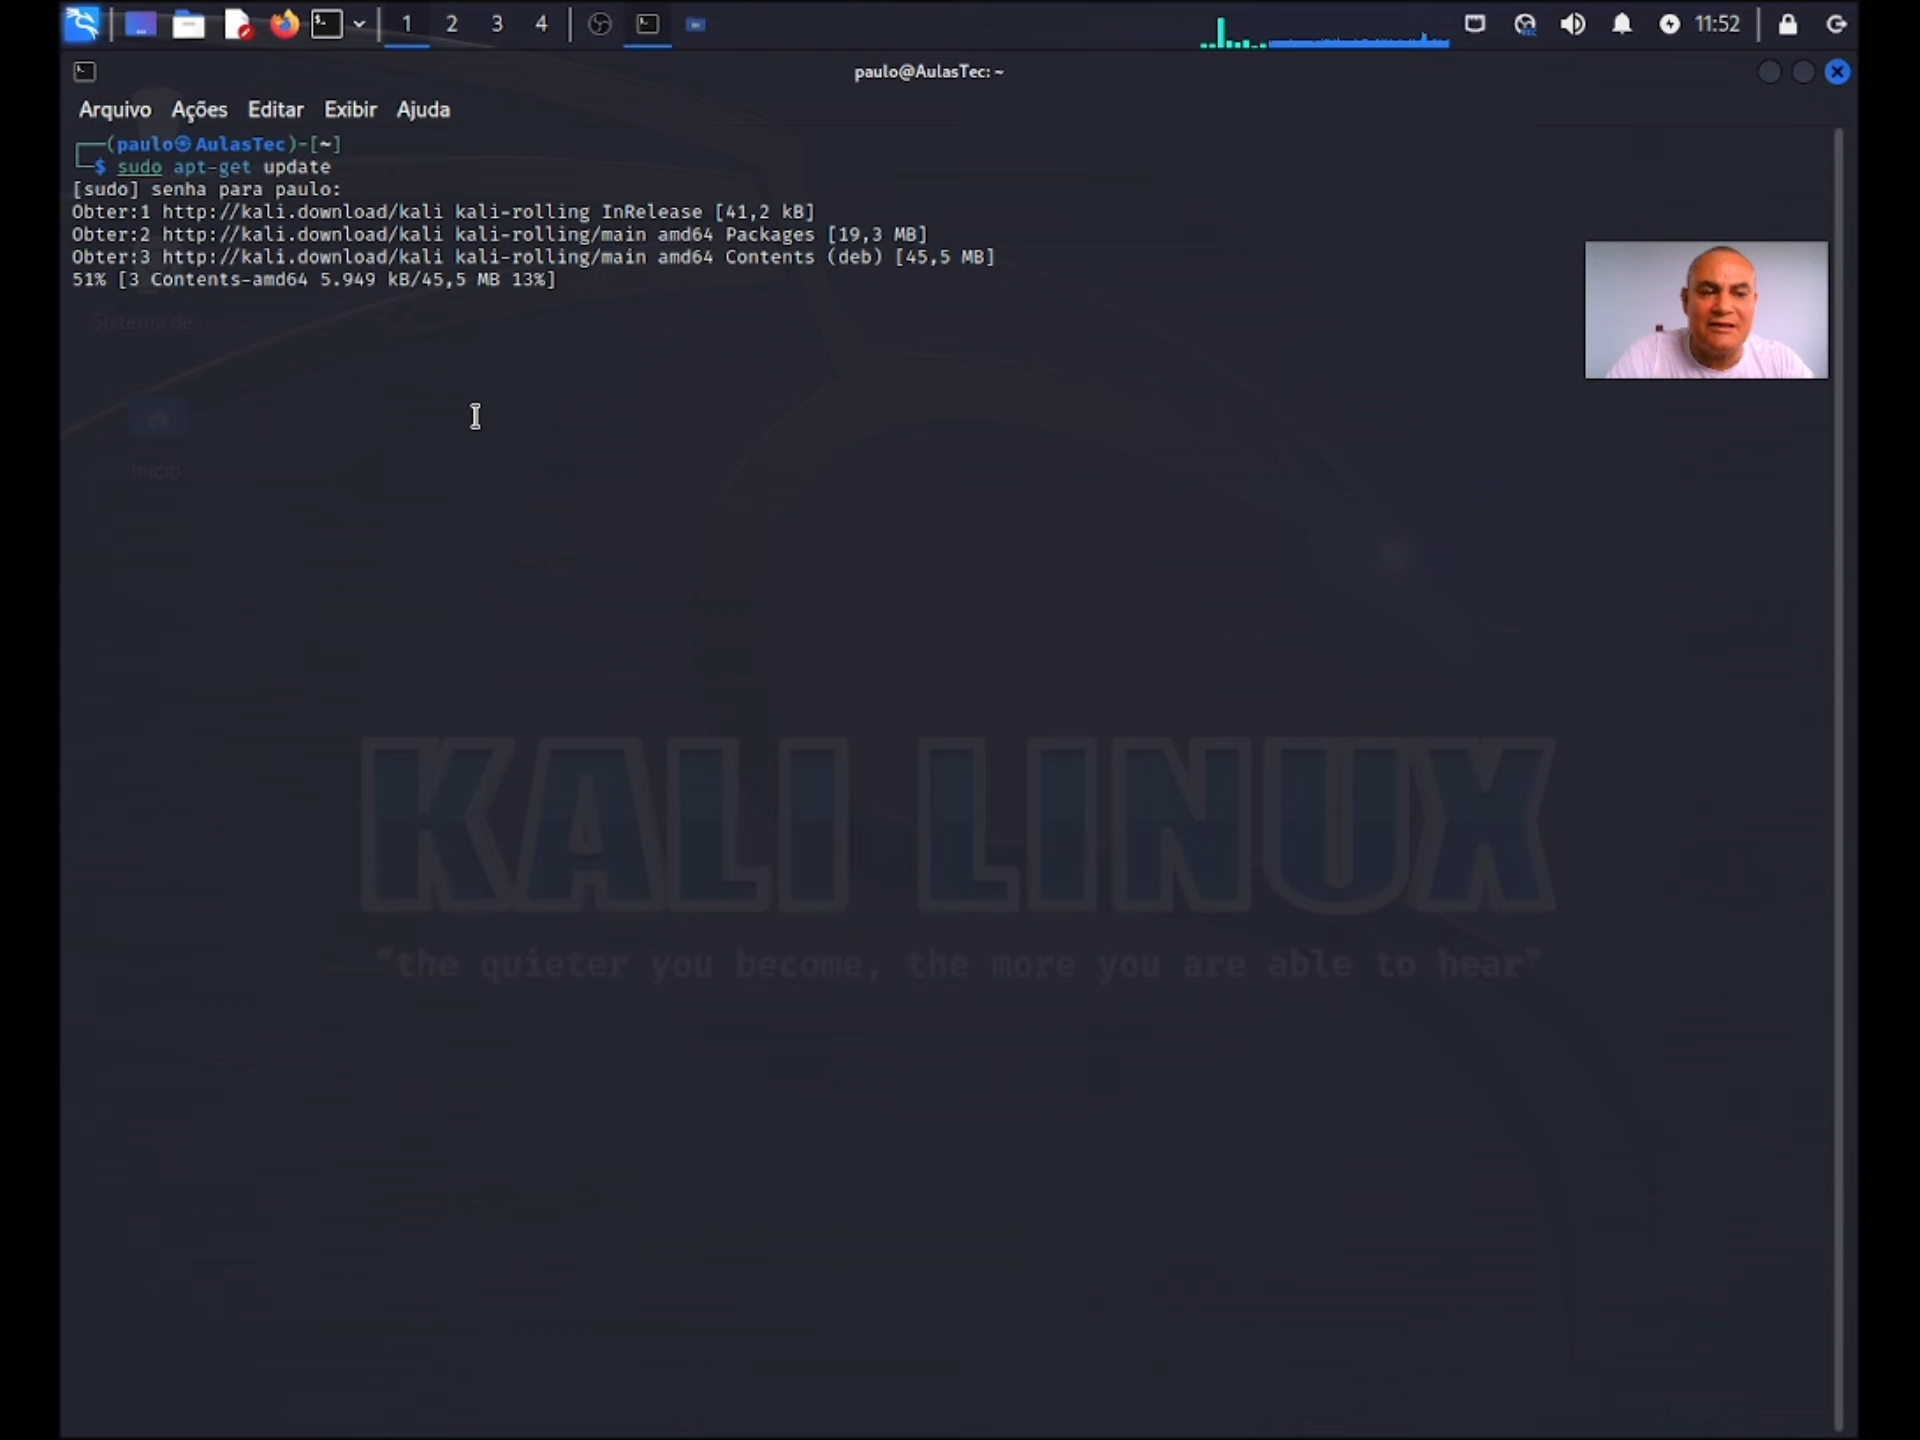 1 2 3 4 11:52
paulo@AulasTec: ~
Arquivo Ações Editar Exibir Ajuda
┌──(paulo㉿AulasTec)-[~]
└─$ sudo apt-get update
[sudo] senha para paulo:
Obter:1 http://kali.download/kali kali-rolling InRelease [41,2 kB]
Obter:2 http://kali.download/kali kali-rolling/main amd64 Packages [19,3 MB]
Obter:3 http://kali.download/kali kali-rolling/main amd64 Contents (deb) [45,5 MB]
51% [3 Contents-amd64 5.949 kB/45,5 MB 13%]
Sistema de ...
Início
KALI LINUX
"the quieter you become, the more you are able to hear"